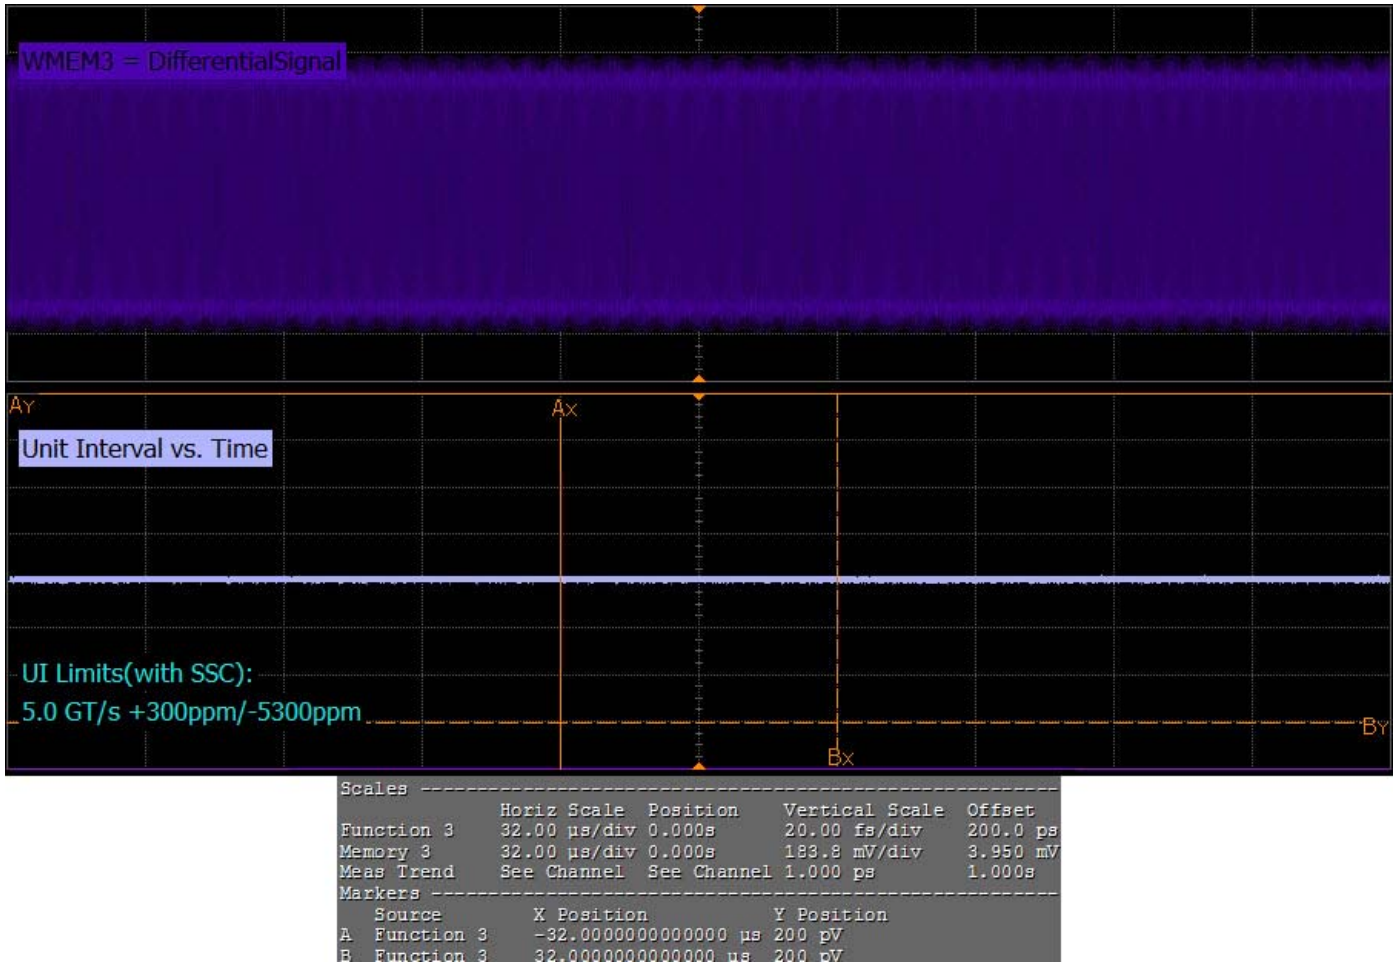 WMEM3 = DifferentialSignal
AY
AX
Unit Interval vs. Time
UI Limits(with SSC):
5.0 GT/s +300ppm/-5300ppm
BY
BX
Scales
Horiz Scale Position Vertical Scale Offset
Function 3 32.00 µs/div 0.000s 20.00 fs/div 200.0 ps
Memory 3 32.00 µs/div 0.000s 183.8 mV/div 3.950 mV
Meas Trend See Channel See Channel 1.000 ps 1.000s
Markers
Source X Position Y Position
A Function 3 -32.0000000000000 µs 200 pV
B Function 3 32.0000000000000 µs 200 pV